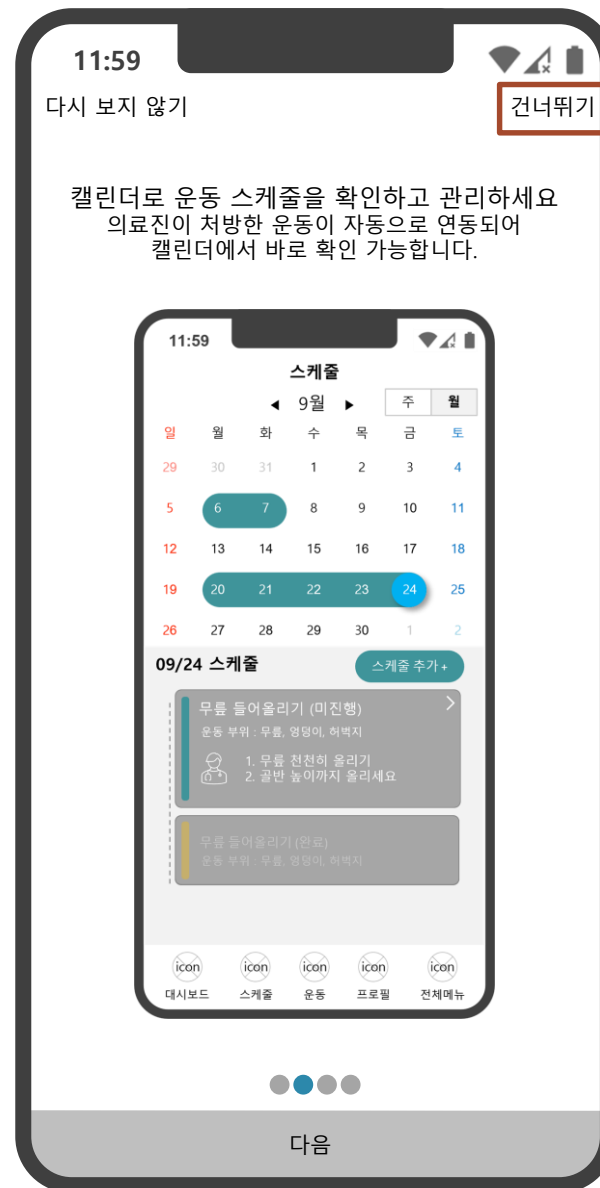 11:59
다시 보지 않기
건너뛰기
캘린더로 운동 스케줄을 확인하고 관리하세요
의료진이 처방한 운동이 자동으로 연동되어
캘린더에서 바로 확인 가능합니다.
11:59
스케줄
9월
주 월
일 월 화 수 목 금 토
29 30 31 1 2 3 4
5 6 7 8 9 10 11
12 13 14 15 16 17 18
19 20 21 22 23 24 25
26 27 28 29 30 1 2
09/24 스케줄
스케줄 추가+
무릎 들어올리기 (미진행)
운동 부위 : 무릎, 엉덩이, 허벅지
1. 무릎 천천히 올리기
2. 골반 높이까지 올리세요
무릎 들어올리기 (완료)
운동 부위 : 무릎, 엉덩이, 허벅지
icon icon icon icon icon
대시보드 스케줄 운동 프로필 전체메뉴
다음